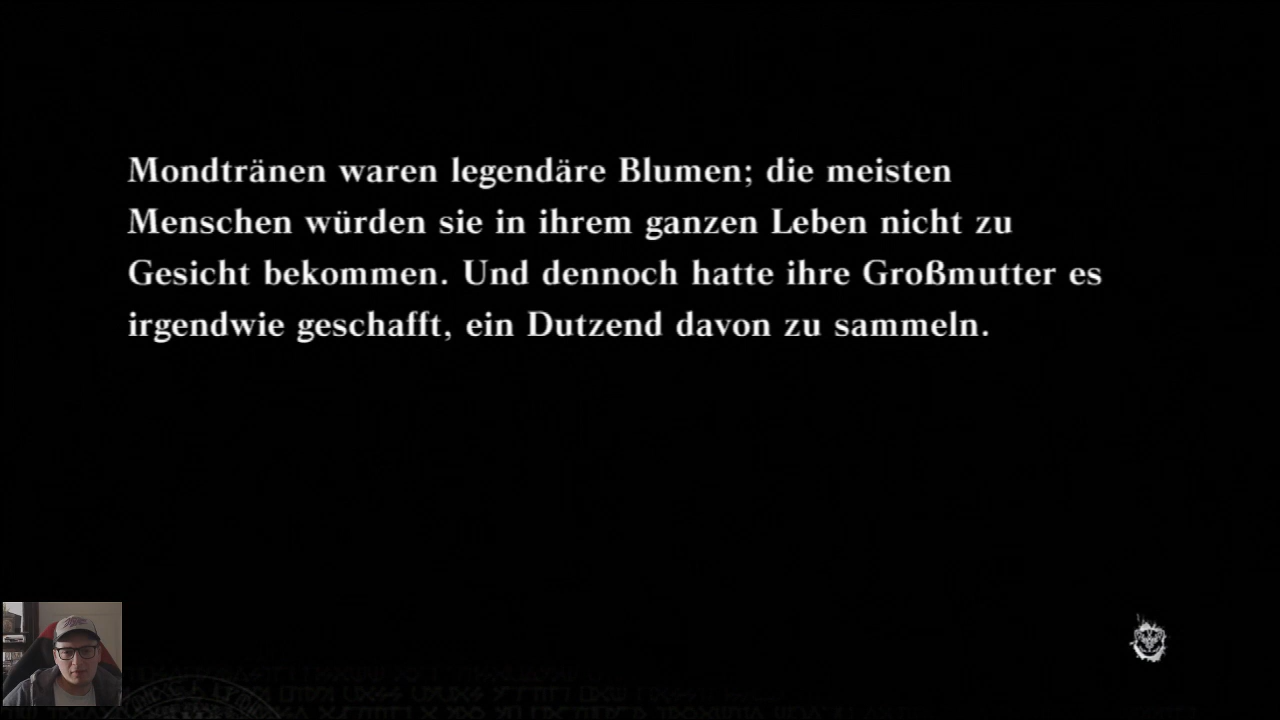 Mondtränen waren legendäre Blumen; die meisten
Menschen würden sie in ihrem ganzen Leben nicht zu
Gesicht bekommen. Und dennoch hatte ihre Großmutter es
irgendwie geschafft, ein Dutzend davon zu sammeln.